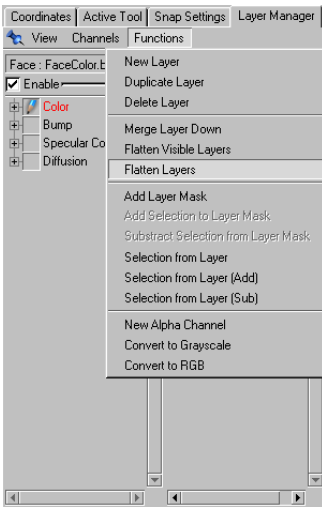 Coordinates Active Tool Snap Settings Layer Manager
View Channels Functions
Face : FaceColor.b
Enable
Color
Bump
Specular Co
Diffusion
New Layer
Duplicate Layer
Delete Layer
Merge Layer Down
Flatten Visible Layers
Flatten Layers
Add Layer Mask
Add Selection to Layer Mask
Substract Selection from Layer Mask
Selection from Layer
Selection from Layer (Add)
Selection from Layer (Sub)
New Alpha Channel
Convert to Grayscale
Convert to RGB